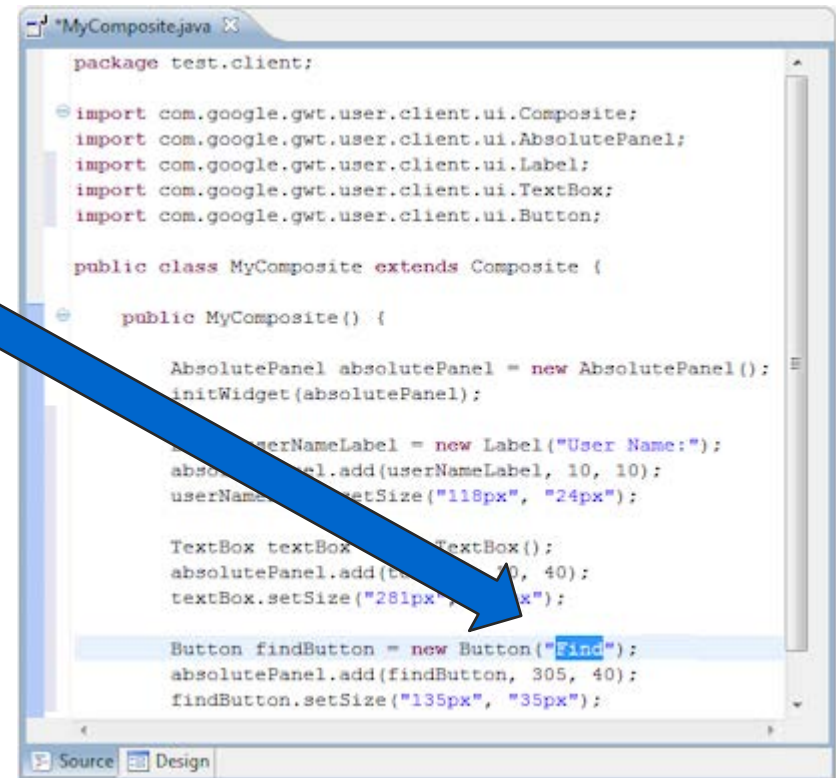 *MyComposite.java
package test.client;
import com.google.gwt.user.client.ui.Composite;
import com.google.gwt.user.client.ui.AbsolutePanel;
import com.google.gwt.user.client.ui.Label;
import com.google.gwt.user.client.ui.TextBox;
import com.google.gwt.user.client.ui.Button;
public class MyComposite extends Composite {
public MyComposite() {
AbsolutePanel absolutePanel = new AbsolutePanel();
initWidget(absolutePanel);
userNameLabel = new Label("User Name:");
.add(userNameLabel, 10, 10);
setSize("118px", "24px");
TextBox textBox TextBox();
absolutePanel.add( 40);
textBox.setSize("281px",
Button findButton = new Button("Find");
absolutePanel.add(findButton, 305, 40);
findButton.setSize("135px", "35px");
Source Design